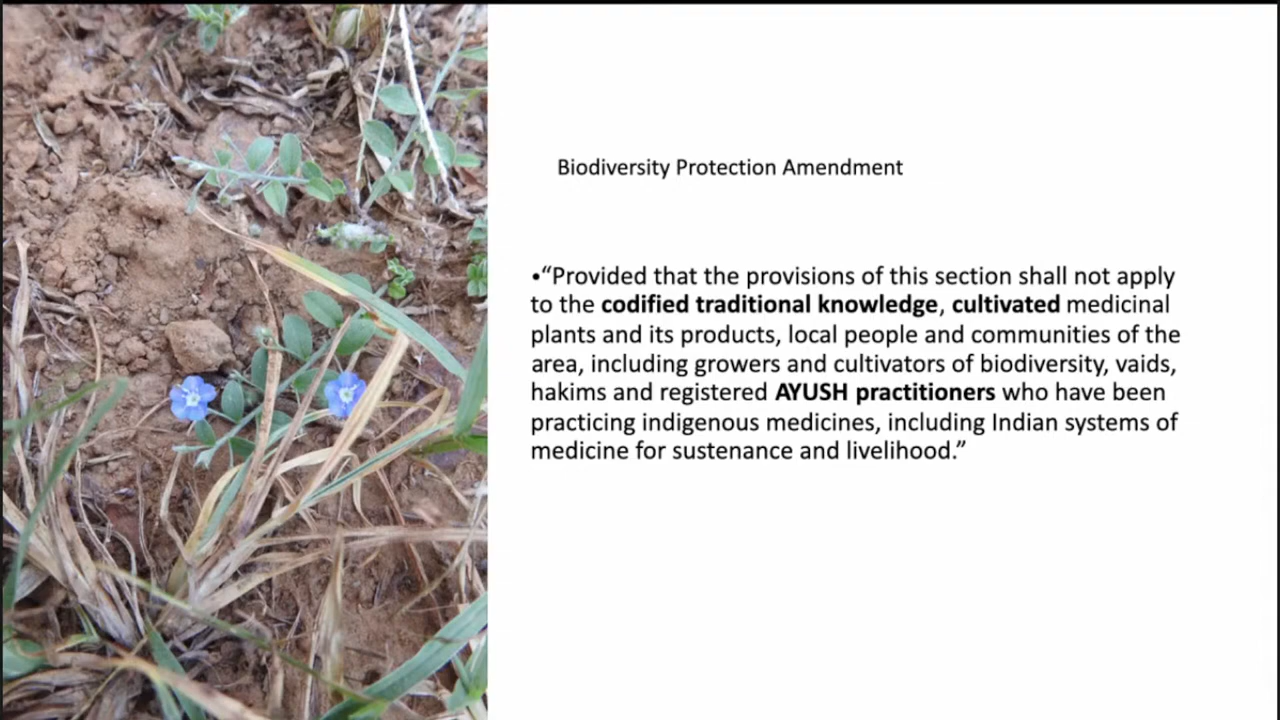 Biodiversity Protection Amendment
•“Provided that the provisions of this section shall not apply
to the codified traditional knowledge, cultivated medicinal
plants and its products, local people and communities of the
area, including growers and cultivators of biodiversity, vaids,
hakims and registered AYUSH practitioners who have been
practicing indigenous medicines, including Indian systems of
medicine for sustenance and livelihood.”